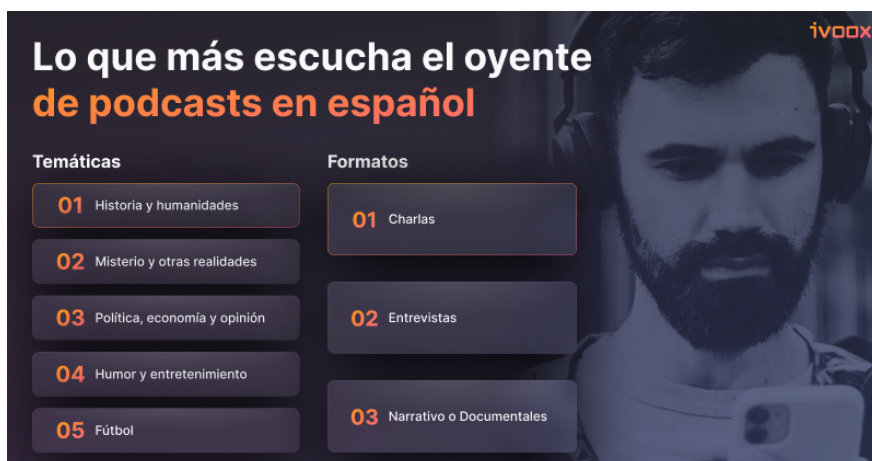 ivoox
Lo que más escucha el oyente
de podcasts en español
Temáticas
01 Historia y humanidades
02 Misterio y otras realidades
03 Política, economía y opinión
04 Humor y entretenimiento
05 Fútbol
Formatos
01 Charlas
02 Entrevistas
03 Narrativo o Documentales